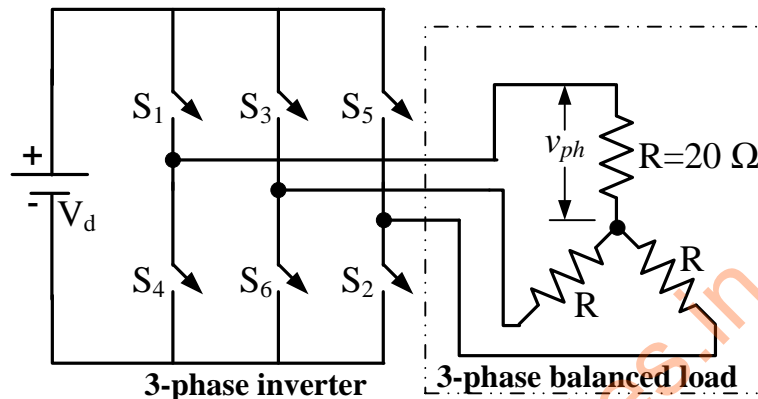 S1
S3
S5
vph
R=20 Ω
+
-
Vd
S4
S6
S2
R
R
3-phase inverter
3-phase balanced load